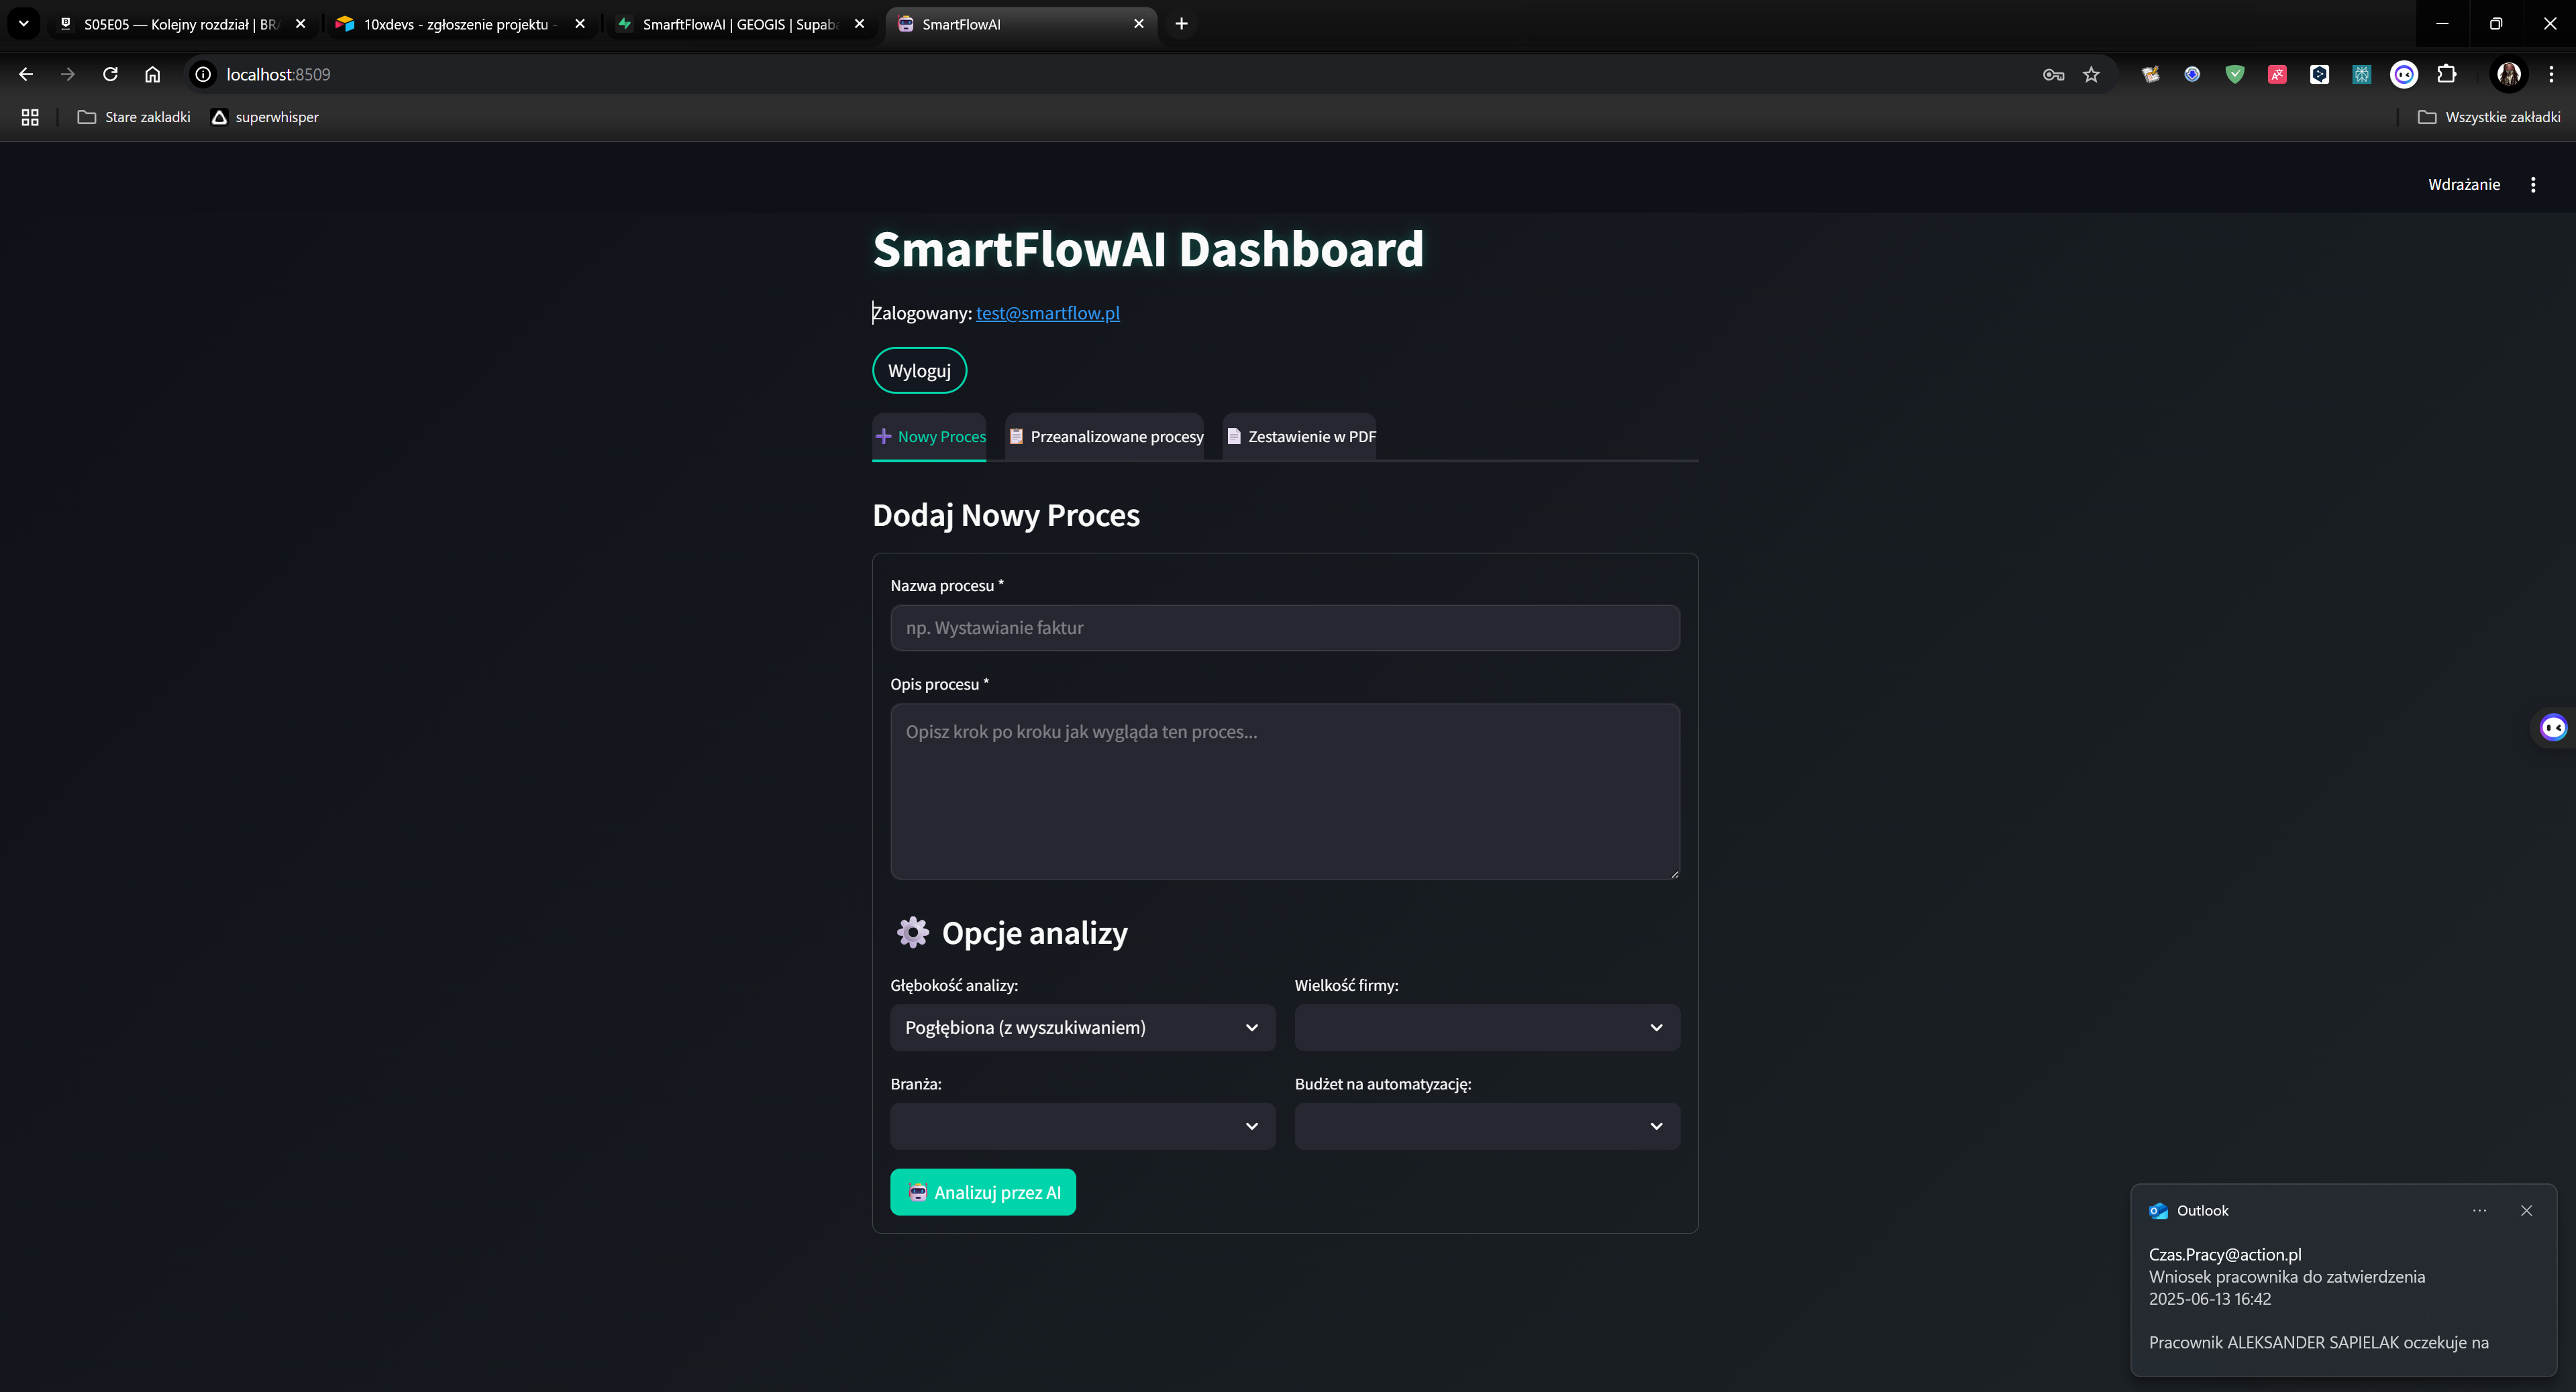 S05E05 — Kolejny rozdział | BRA
10xdevs - zgłoszenie projektu -
SmarftFlowAI | GEOGIS | Supaba
SmartFlowAI
localhost:8509
Stare zakladki
superwhisper
Wszystkie zakładki
Wdrażanie
SmartFlowAI Dashboard
Zalogowany: test@smartflow.pl
Wyloguj
Nowy Proces
Przeanalizowane procesy
Zestawienie w PDF
Dodaj Nowy Proces
Nazwa procesu *
np. Wystawianie faktur
Opis procesu *
Opisz krok po kroku jak wygląda ten proces...
Opcje analizy
Głębokość analizy:
Wielkość firmy:
Pogłębiona (z wyszukiwaniem)
Branża:
Budżet na automatyzację:
Analizuj przez AI
Outlook
Czas.Pracy@action.pl
Wniosek pracownika do zatwierdzenia
2025-06-13 16:42
Pracownik ALEKSANDER SAPIELAK oczekuje na